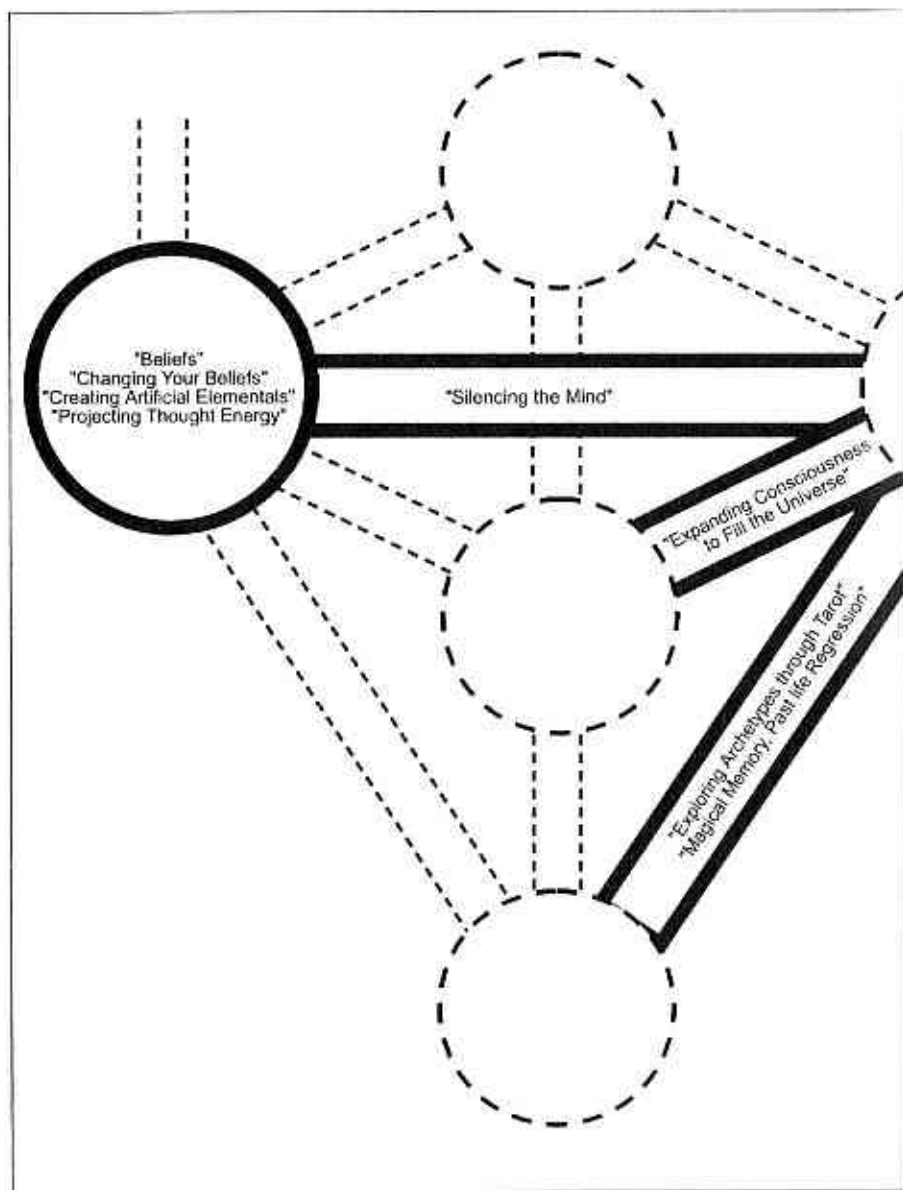 "Beliefs"
"Changing Your Beliefs"
"Creating Artificial Elementals"
"Projecting Thought Energy"
"Silencing the Mind"
"Expanding Consciousness
to Fill the Universe"
"Exploring Archetypes through Tarot"
"Magical Memory, Past life Regression"